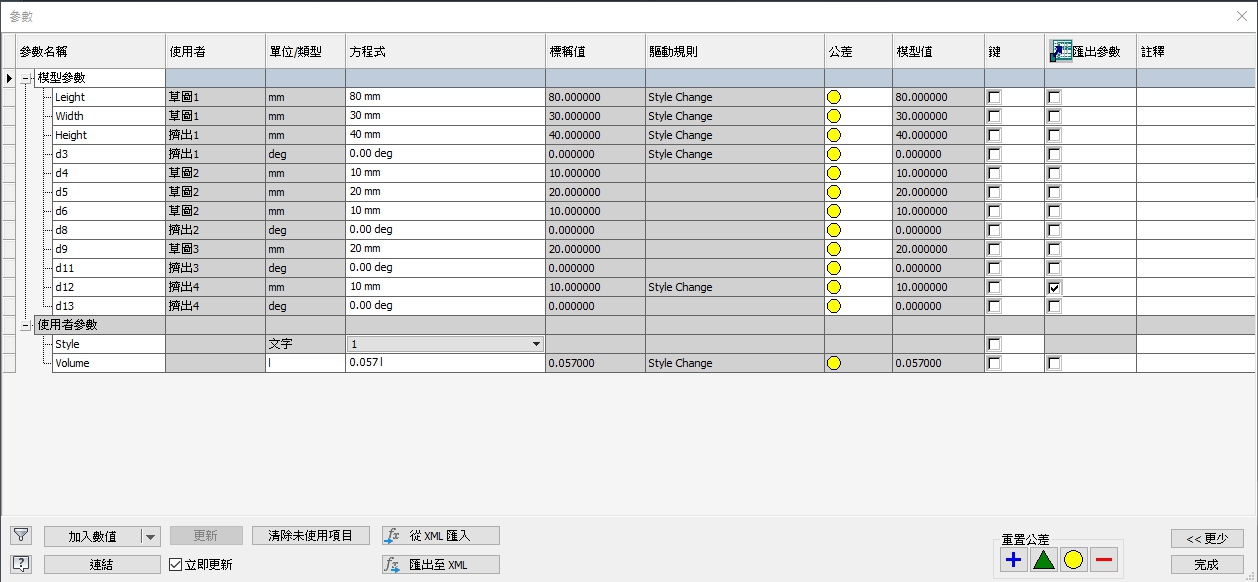 參數
參數名稱 使用者 單位/類型 方程式 標稱值 驅動規則 公差 模型值 鍵 匯出參數 註釋
模型參數
Leight 草圖1 mm 80 mm 80.000000 Style Change 80.000000
Width 草圖1 mm 30 mm 30.000000 Style Change 30.000000
Height 擠出1 mm 40 mm 40.000000 Style Change 40.000000
d3 擠出1 deg 0.00 deg 0.000000 Style Change 0.000000
d4 草圖2 mm 10 mm 10.000000 10.000000
d5 草圖2 mm 20 mm 20.000000 20.000000
d6 草圖2 mm 10 mm 10.000000 10.000000
d8 擠出2 deg 0.00 deg 0.000000 0.000000
d9 草圖3 mm 20 mm 20.000000 20.000000
d11 擠出3 deg 0.00 deg 0.000000 0.000000
d12 擠出4 mm 10 mm 10.000000 Style Change 10.000000
d13 擠出4 deg 0.00 deg 0.000000 0.000000
使用者參數
Style 文字 1
Volume l 0.057 l 0.057000 Style Change 0.057000
加入數值 更新 清除未使用項目 從 XML 匯入 重置公差 << 更少
連結 立即更新 匯出至 XML 完成